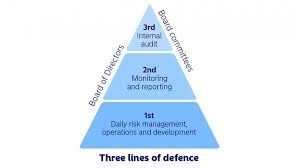 Board of Directors
Board committees
3rd
Internal
audit
2nd
Monitoring
and reporting
1st
Daily risk management,
operations and development
Three lines of defence